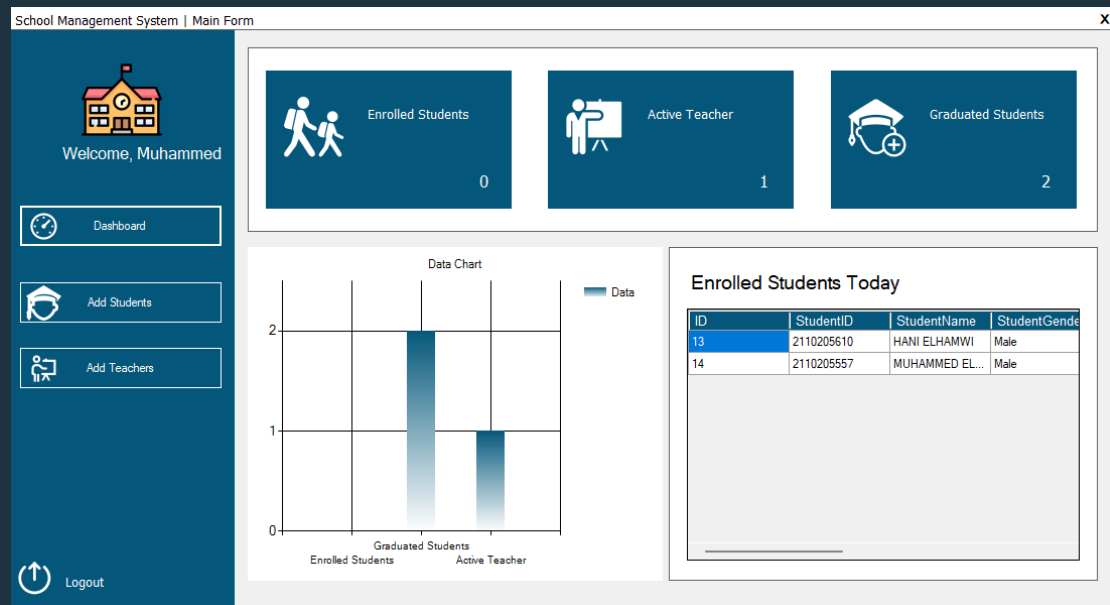 School Management System | Main Form X
Welcome, Muhammed
Dashboard
Add Students
Add Teachers
Logout
Enrolled Students
0
Active Teacher
1
Graduated Students
2
Data Chart
Data
2
1
0
Graduated Students
Enrolled Students Active Teacher
Enrolled Students Today
ID StudentID StudentName StudentGende
13 2110205610 HANI ELHAMWI Male
14 2110205557 MUHAMMED EL... Male